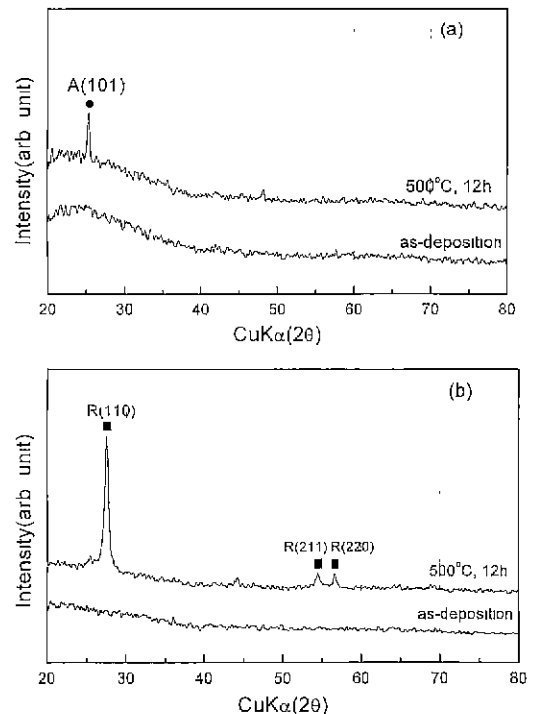 (a)
A(101)
Intensity(arb unit)
500°C, 12h
as-deposition
20 30 40 50 60 70 80
CuKα(2θ)
(b)
R(110)
Intensity(arb unit)
R(211) R(220)
500°C, 12h
as-deposition
20 30 40 50 60 70 80
CuKα(2θ)